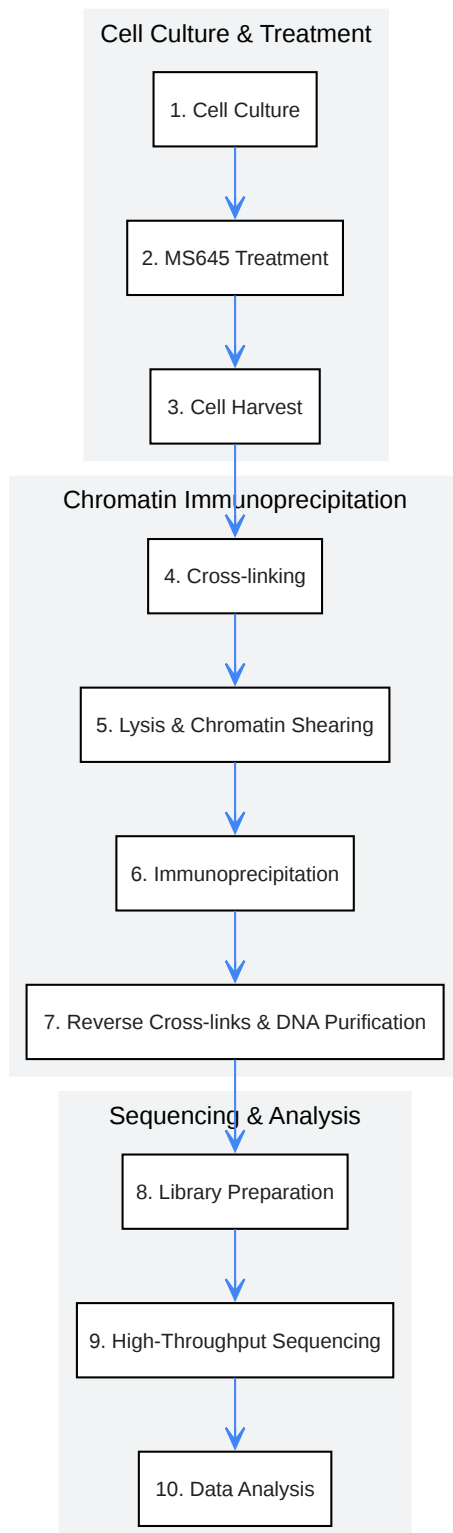 Cell Culture & Treatment
1. Cell Culture
2. MS645 Treatment
3. Cell Harvest
Chromatin Immunoprecipitation
4. Cross-linking
5. Lysis & Chromatin Shearing
6. Immunoprecipitation
7. Reverse Cross-links & DNA Purification
Sequencing & Analysis
8. Library Preparation
9. High-Throughput Sequencing
10. Data Analysis